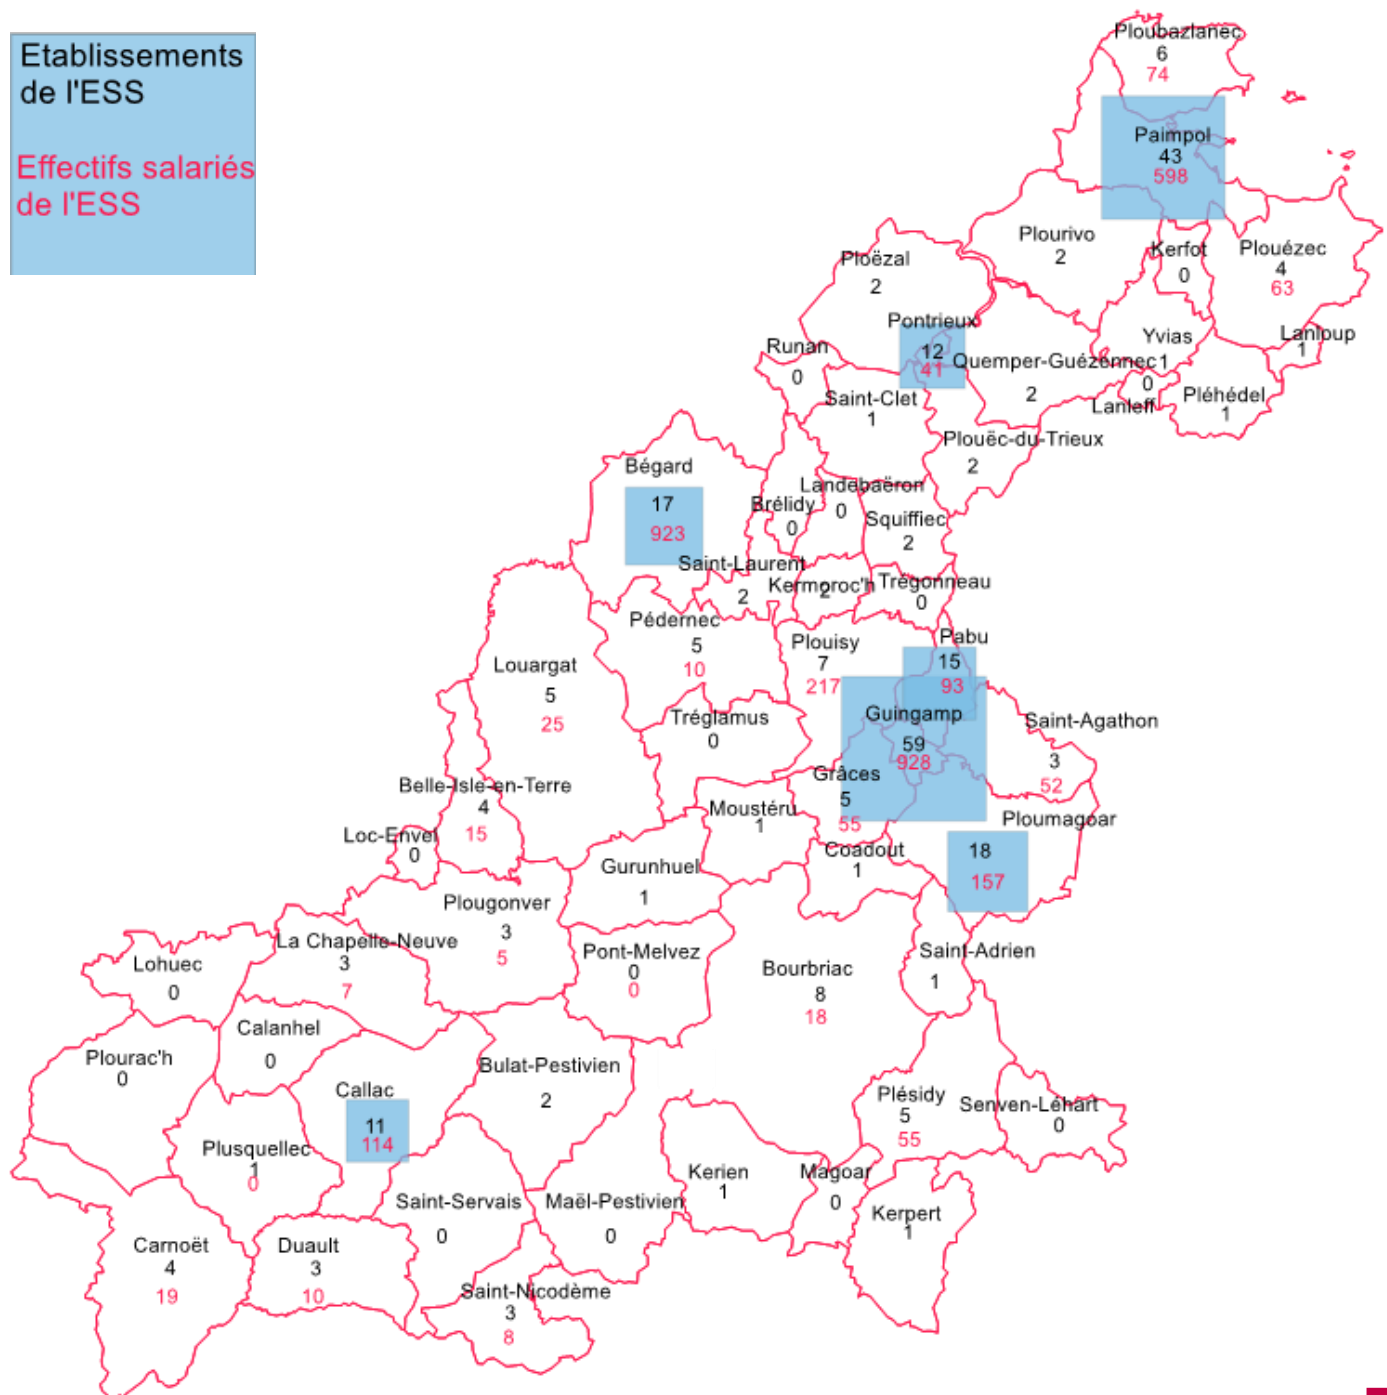 Etablissements
de l'ESS
Effectifs salariés
de l'ESS
Ploubazlanec
6
74
Paimpol
43
598
Plourivo
2
Kerfot
0
Plouézec
4
63
Ploëzal
2
Pontrieux
12
41
Runan
0
Quemper-Guézennec
2
Yvias
1
Lanloup
1
Lanleff
0
Pléhédel
1
Saint-Clet
1
Plouëc-du-Trieux
2
Bégard
17
923
Brélidy
0
Landebaëron
0
Squiffiec
2
Saint-Laurent
2
Kermoroc'h
2
Trégonneau
0
Pédernec
5
10
Plouisy
7
217
Pabu
15
93
Louargat
5
25
Tréglamus
0
Guingamp
59
928
Saint-Agathon
3
52
Belle-Isle-en-Terre
4
15
Grâces
5
55
Moustéru
1
Ploumagoar
18
157
Loc-Envel
0
Coadout
1
Gurunhuel
1
Plougonver
3
5
La Chapelle-Neuve
3
7
Lohuec
0
Pont-Melvez
0
0
Bourbriac
8
18
Saint-Adrien
1
Calanhel
0
Plourac'h
0
Bulat-Pestivien
2
Callac
11
114
Plésidy
5
55
Senven-Léhart
0
Plusquellec
1
0
Kerien
1
Magoar
0
Saint-Servais
0
Maël-Pestivien
0
Kerpert
1
Carnoët
4
19
Duault
3
10
Saint-Nicodème
3
8